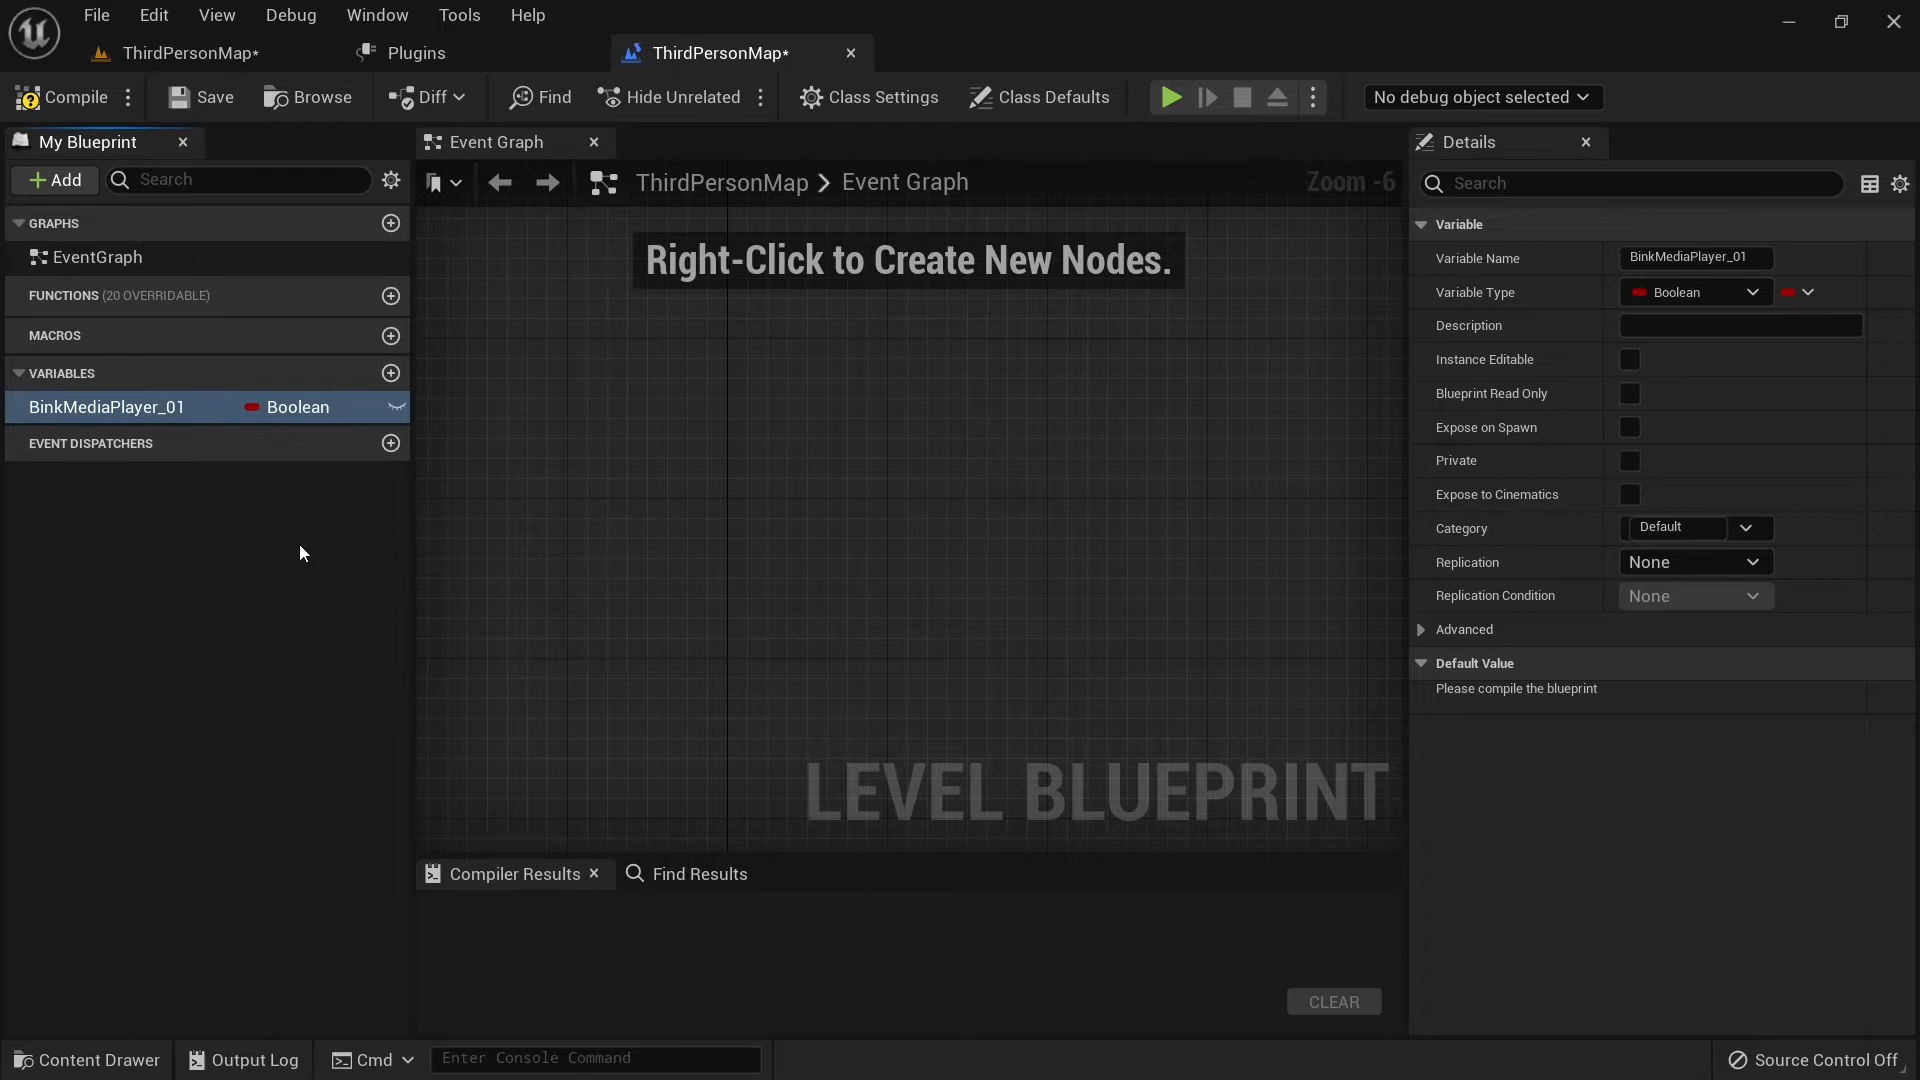 File Edit View Debug Window Tools Help
ThirdPersonMap* Plugins ThirdPersonMap*
Compile Save Browse Diff Find Hide Unrelated Class Settings Class Defaults No debug object selected
My Blueprint Event Graph Details
Add Search ThirdPersonMap > Event Graph Zoom -6 Search
GRAPHS
EventGraph
FUNCTIONS (20 OVERRIDABLE)
MACROS
VARIABLES
BinkMediaPlayer_01 Boolean
EVENT DISPATCHERS
Right-Click to Create New Nodes.
LEVEL BLUEPRINT
Variable
Variable Name BinkMediaPlayer_01
Variable Type Boolean
Description
Instance Editable
Blueprint Read Only
Expose on Spawn
Private
Expose to Cinematics
Category Default
Replication None
Replication Condition None
Advanced
Default Value
Please compile the blueprint
Compiler Results Find Results
CLEAR
Content Drawer Output Log Cmd Enter Console Command Source Control Off